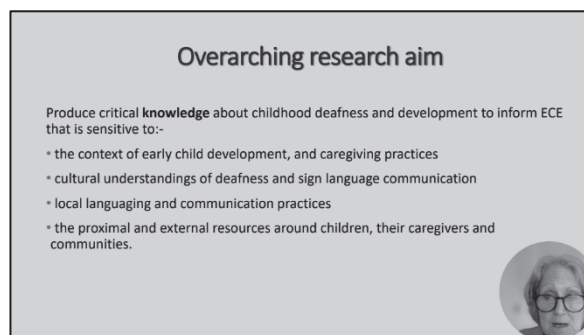 Overarching research aim
Produce critical knowledge about childhood deafness and development to inform ECE
that is sensitive to:-
• the context of early child development, and caregiving practices
• cultural understandings of deafness and sign language communication
• local languaging and communication practices
• the proximal and external resources around children, their caregivers and
communities.